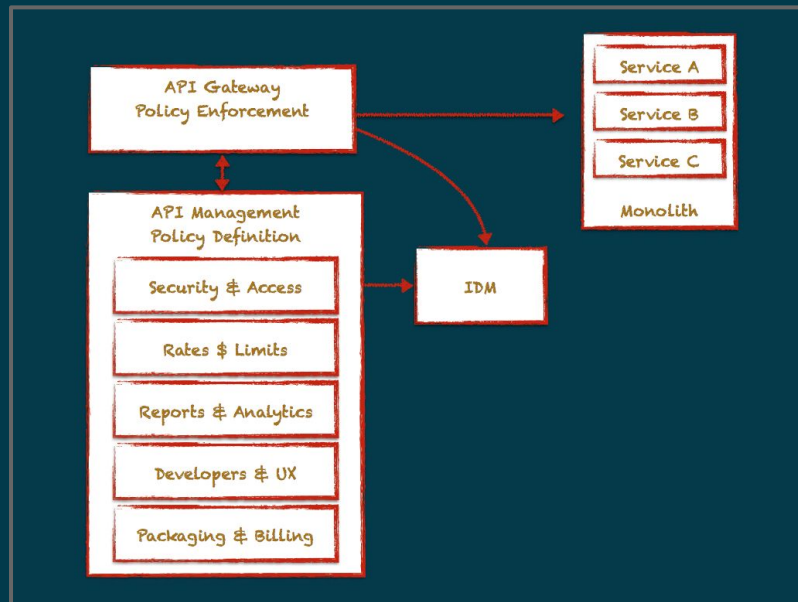 API Gateway
Policy Enforcement
API Management
Policy Definition
Security & Access
Rates $ Limits
Reports & Analytics
Developers & UX
Packaging & Billing
IDM
Service A
Service B
Service C
Monolith